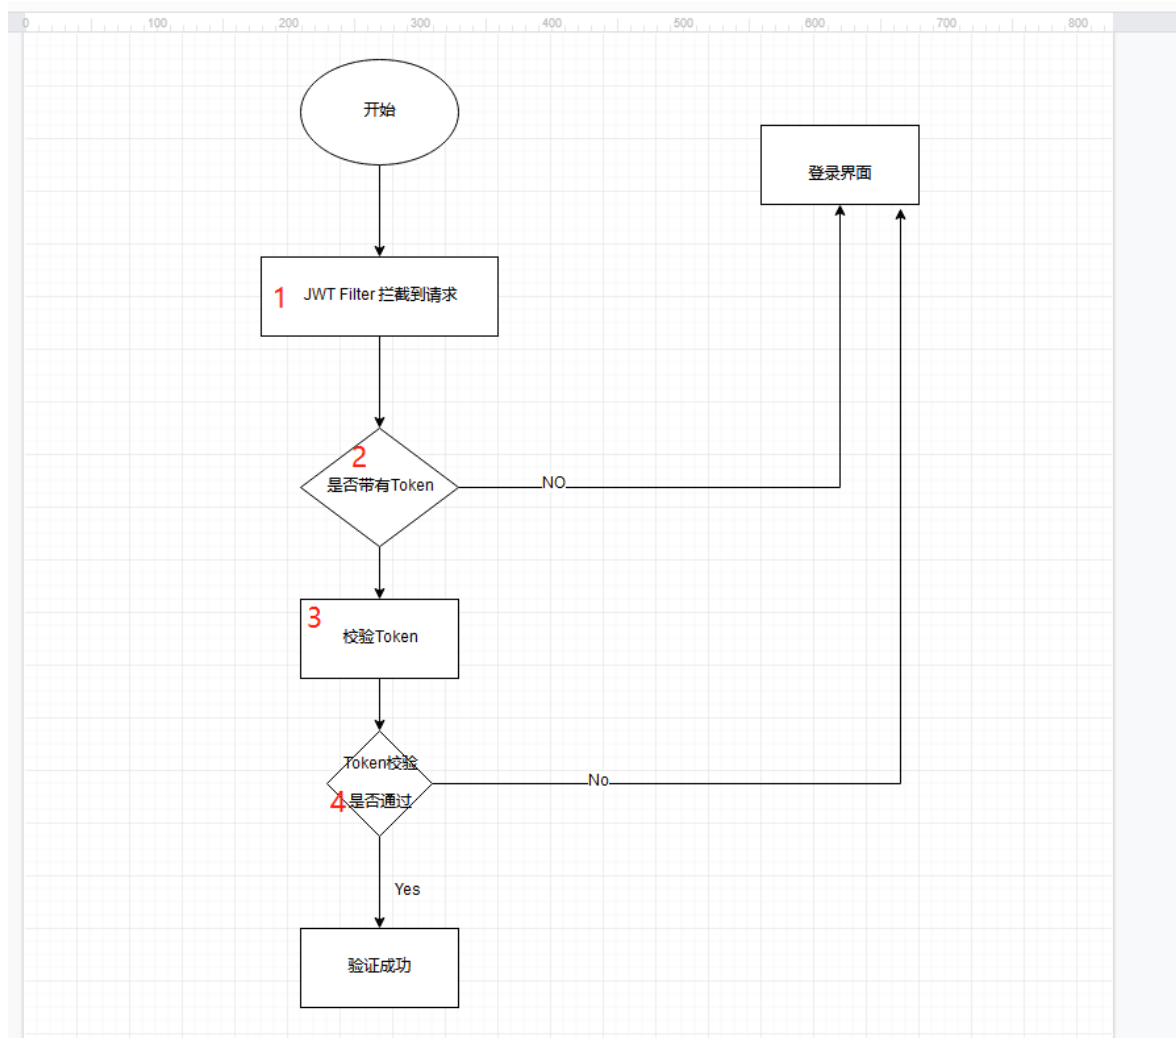 0 100 200 300 400 500 600 700 800
开始
登录界面
1 JWT Filter 拦截到请求
2
是否带有Token
NO
3
校验Token
Token校验
4 是否通过
No
Yes
验证成功